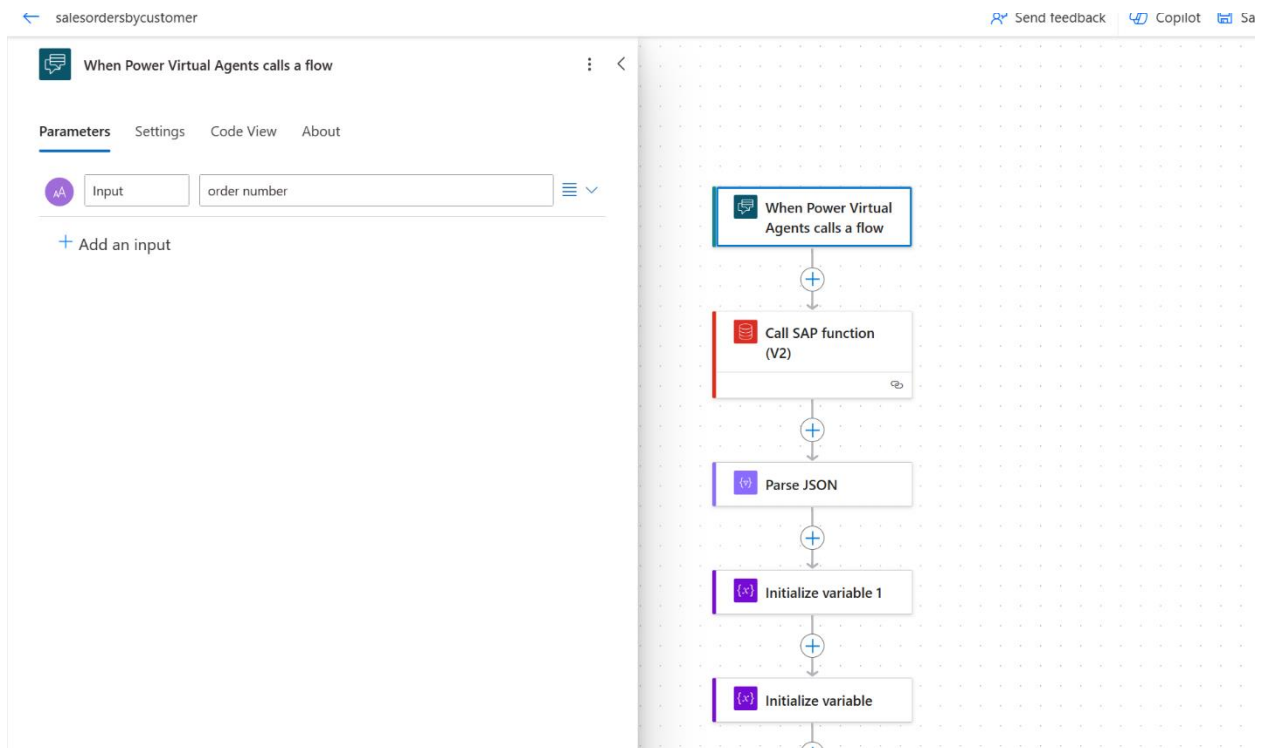 salesordersbycustomer
Send feedback
Copilot
Sa
When Power Virtual Agents calls a flow
Parameters
Settings
Code View
About
AA
Input
order number
+ Add an input
When Power Virtual
Agents calls a flow
Call SAP function
(V2)
Parse JSON
{x} Initialize variable 1
{x} Initialize variable